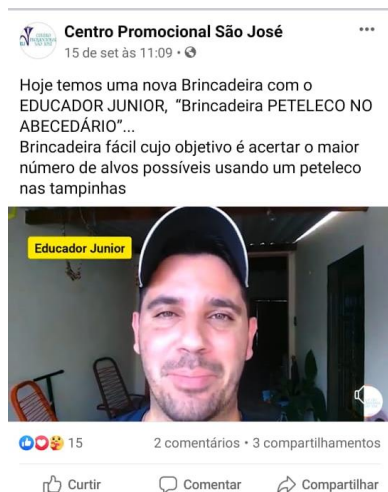 Centro Promocional São José
15 de set às 11:09 •
Hoje temos uma nova Brincadeira com o
EDUCADOR JUNIOR, “Brincadeira PETELECO NO
ABECEDÁRIO”...
Brincadeira fácil cujo objetivo é acertar o maior
número de alvos possíveis usando um peteleco
nas tampinhas
Educador Junior
15
2 comentários • 3 compartilhamentos
Curtir
Comentar
Compartilhar